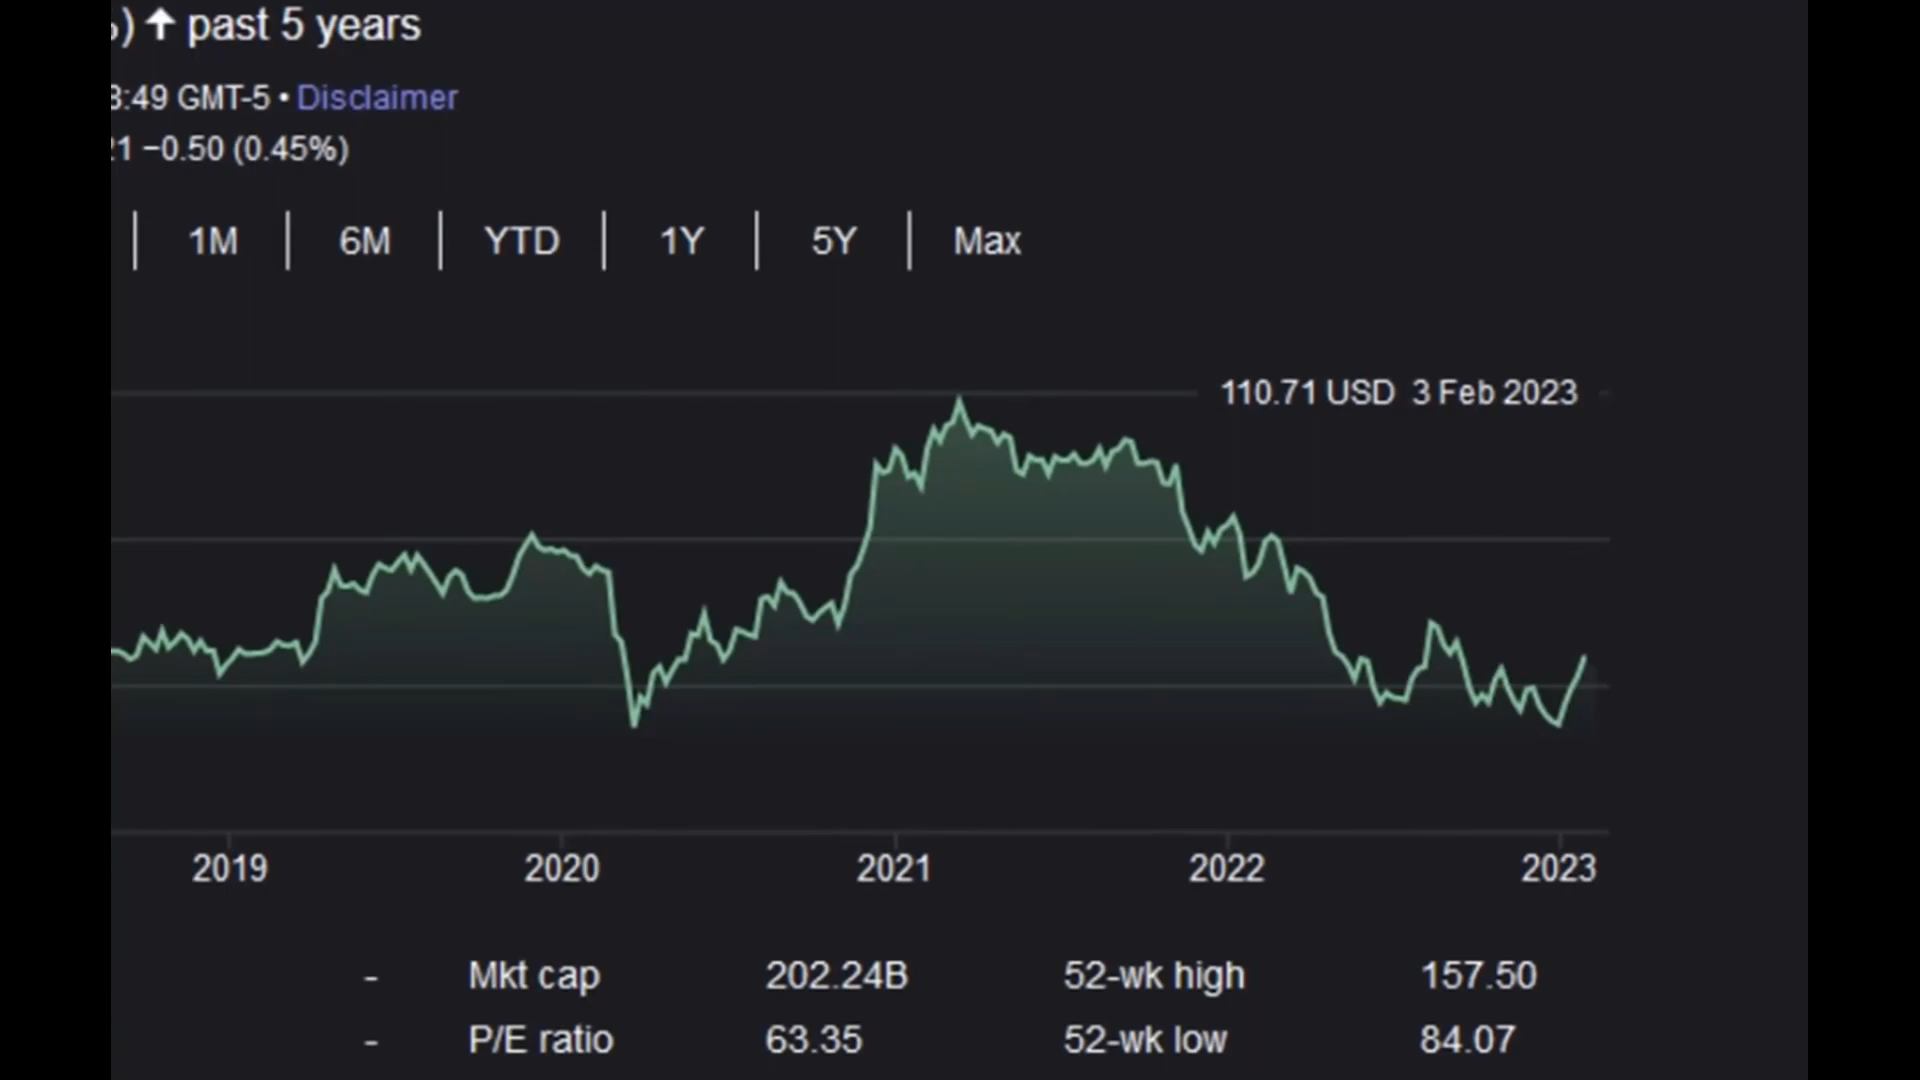 %) ↑ past 5 years
:49 GMT-5 • Disclaimer
21 −0.50 (0.45%)
1M | 6M | YTD | 1Y | 5Y | Max
110.71 USD 3 Feb 2023
2019 2020 2021 2022 2023
- Mkt cap 202.24B 52-wk high 157.50
- P/E ratio 63.35 52-wk low 84.07